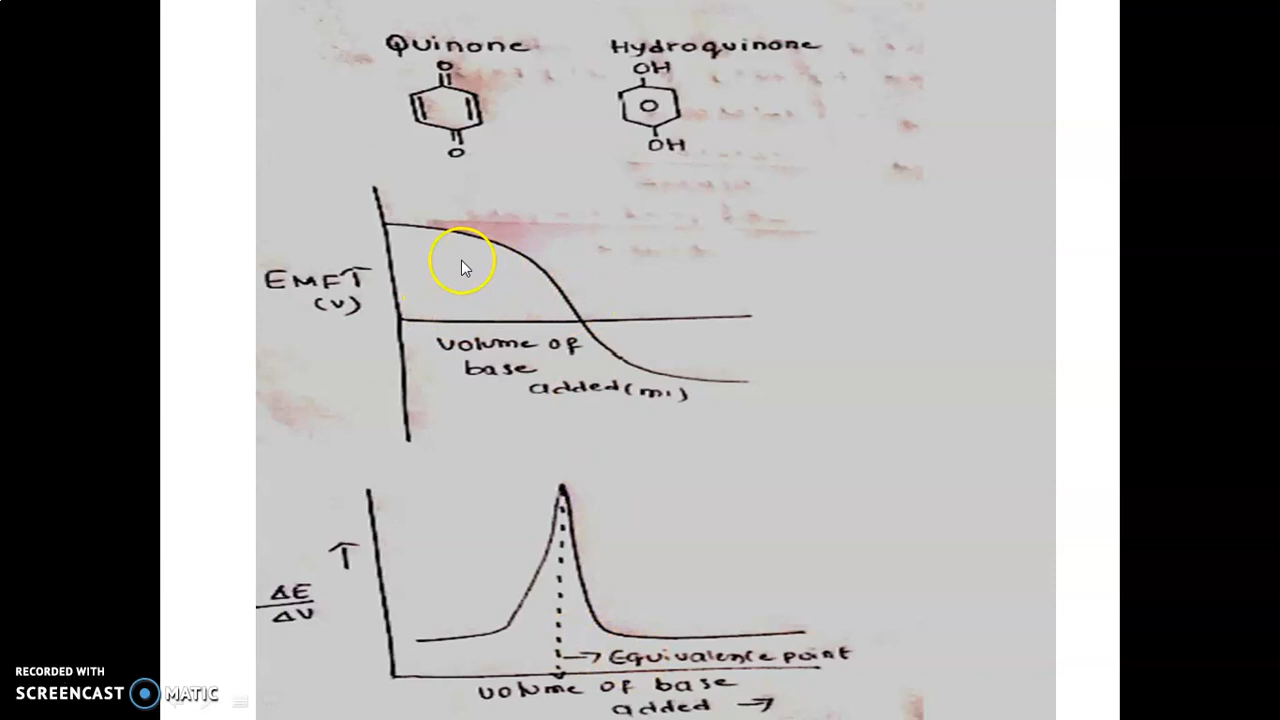 Quinone Hydroquinone
O OH
O
O OH
EMF↑
(V)
Volume of
base
added (ml)
↑
ΔE
ΔV
→ Equivalence point
Volume of base
added →
RECORDED WITH
SCREENCAST MATIC